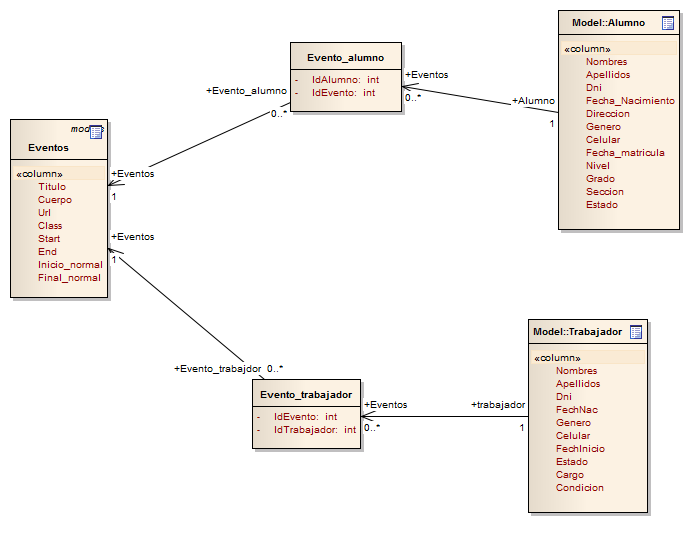 Model::Alumno
«column»
Nombres
Apellidos
Dni
Fecha_Nacimiento
Direccion
Genero
Celular
Fecha_matricula
Nivel
Grado
Seccion
Estado
Evento_alumno
- IdAlumno: int
- IdEvento: int
+Eventos
0..*
+Alumno
1
+Evento_alumno
0..*
+Eventos
1
Eventos
«column»
Titulo
Cuerpo
Url
Class
Start
End
Inicio_normal
Final_normal
+Eventos
1
+Evento_trabajdor 0..*
Evento_trabajador
- IdEvento: int
- IdTrabajador: int
+Eventos
0..*
+trabajador
1
Model::Trabajador
«column»
Nombres
Apellidos
Dni
FechNac
Genero
Celular
FechInicio
Estado
Cargo
Condicion